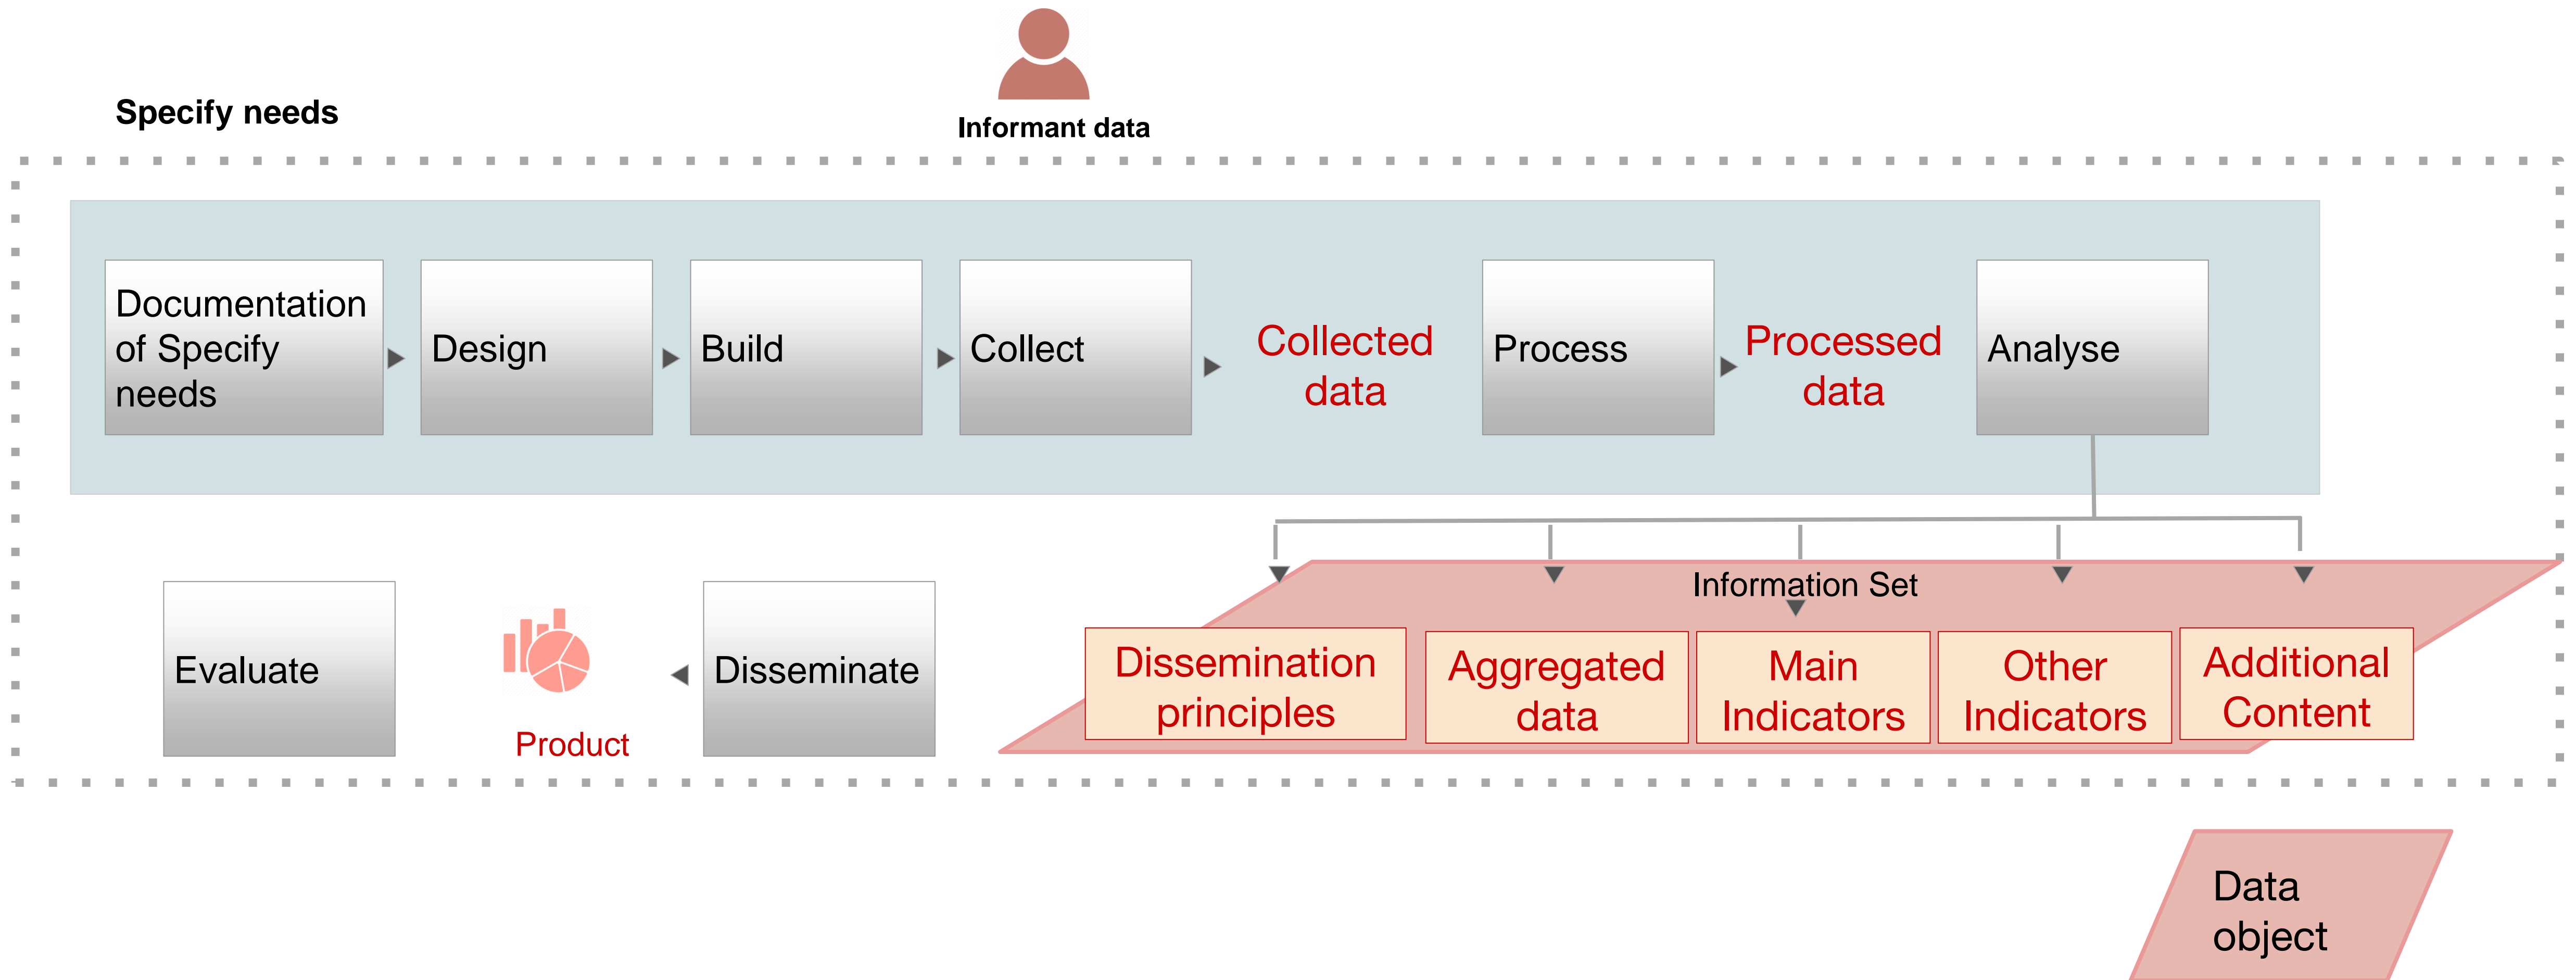 Specify needs
Informant data
Documentation
of Specify
needs
Design
Build
Collect
Collected
data
Process
Processed
data
Analyse
Information Set
Evaluate
Product
Disseminate
Dissemination
principles
Aggregated
data
Main
Indicators
Other
Indicators
Additional
Content
Data
object